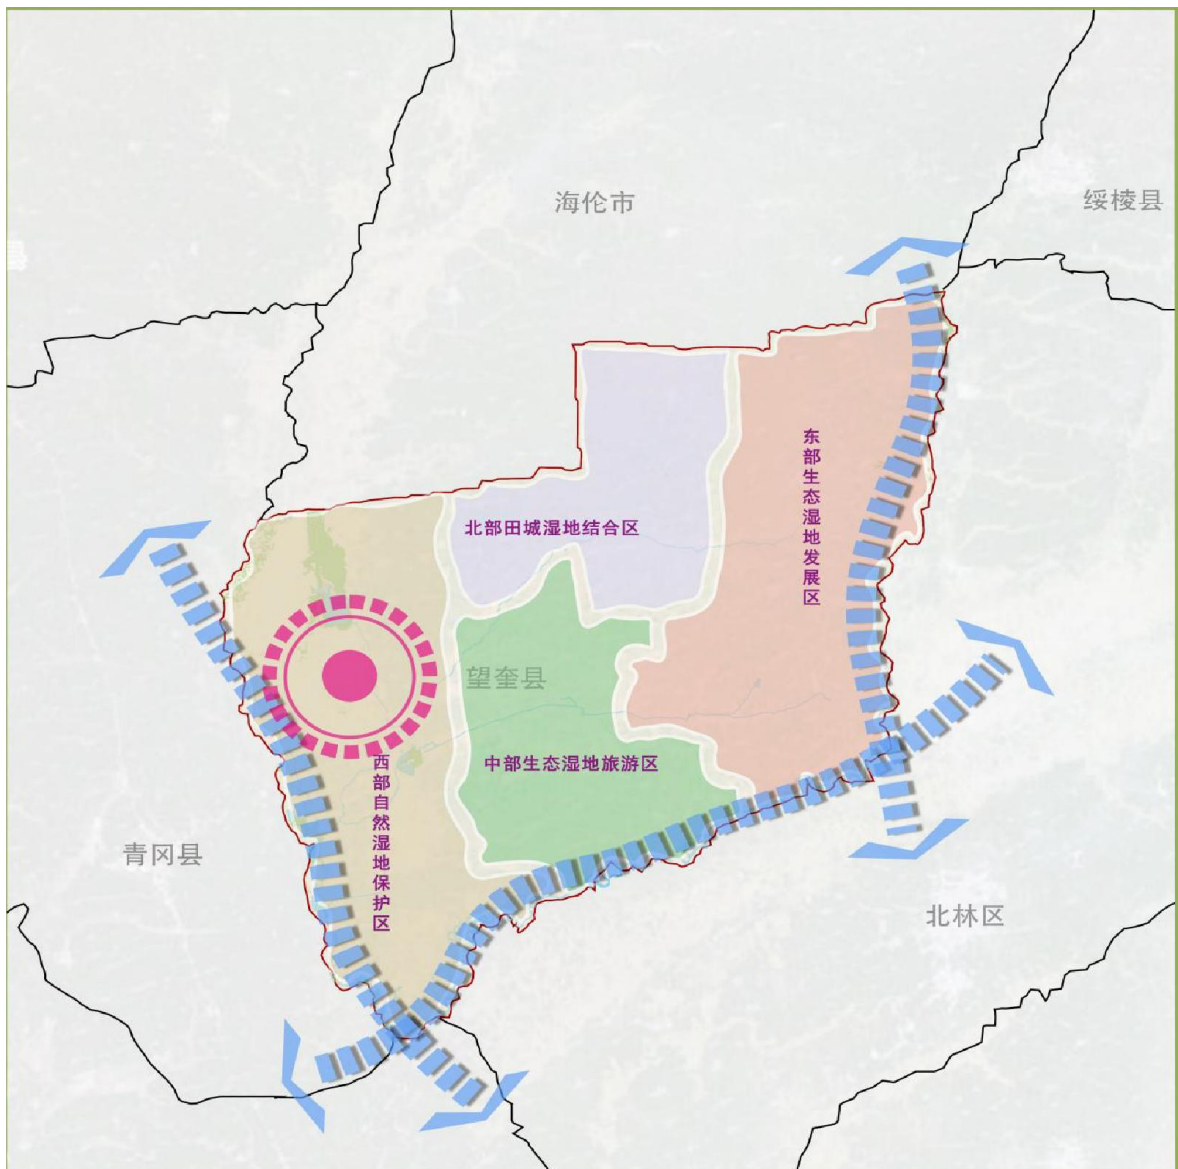 海伦市
绥棱县
东部生态湿地发展区
北部田城湿地结合区
望奎县
中部生态湿地旅游区
西部自然湿地保护区
青冈县
北林区